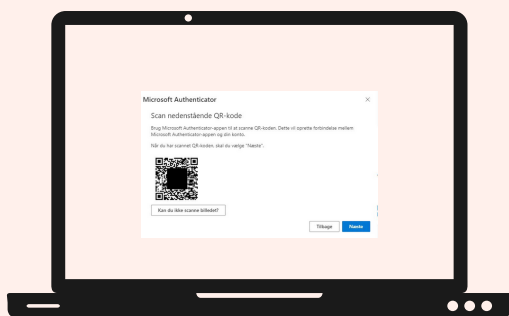 Microsoft Authenticator
Scan nedenstående QR-kode
Brug Microsoft Authenticator-appen til at scanne QR-koden. Dette vil oprette forbindelse mellem
Microsoft Authenticator-appen og din konto.
Når du har scannet QR-koden, skal du vælge "Næste".
Kan du ikke scanne billedet?
Tilbage
Næste